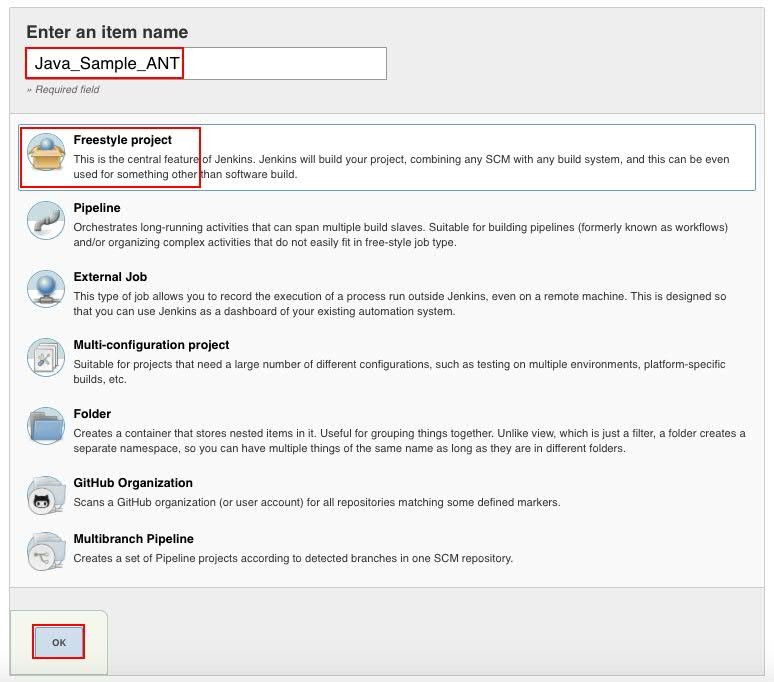 Enter an item name
Java_Sample_ANT
» Required field
Freestyle project
This is the central feature of Jenkins. Jenkins will build your project, combining any SCM with any build system, and this can be even
used for something other than software build.
Pipeline
Orchestrates long-running activities that can span multiple build slaves. Suitable for building pipelines (formerly known as workflows)
and/or organizing complex activities that do not easily fit in free-style job type.
External Job
This type of job allows you to record the execution of a process run outside Jenkins, even on a remote machine. This is designed so
that you can use Jenkins as a dashboard of your existing automation system.
Multi-configuration project
Suitable for projects that need a large number of different configurations, such as testing on multiple environments, platform-specific
builds, etc.
Folder
Creates a container that stores nested items in it. Useful for grouping things together. Unlike view, which is just a filter, a folder creates a
separate namespace, so you can have multiple things of the same name as long as they are in different folders.
GitHub Organization
Scans a GitHub organization (or user account) for all repositories matching some defined markers.
Multibranch Pipeline
Creates a set of Pipeline projects according to detected branches in one SCM repository.
OK